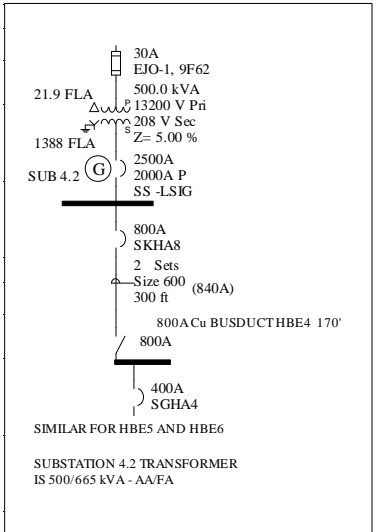 30A
EJO-1, 9F62
500.0 kVA
21.9 FLA
P
13200 V Pri
208 V Sec
S
Z= 5.00 %
1388 FLA
2500A
G
2000A P
SUB 4.2
SS -LSIG
800A
SKHA8
2 Sets
Size 600
(840A)
300 ft
800A Cu BUSDUCT HBE4 170'
800A
400A
SGHA4
SIMILAR FOR HBE5 AND HBE6
SUBSTATION 4.2 TRANSFORMER
IS 500/665 kVA - AA/FA